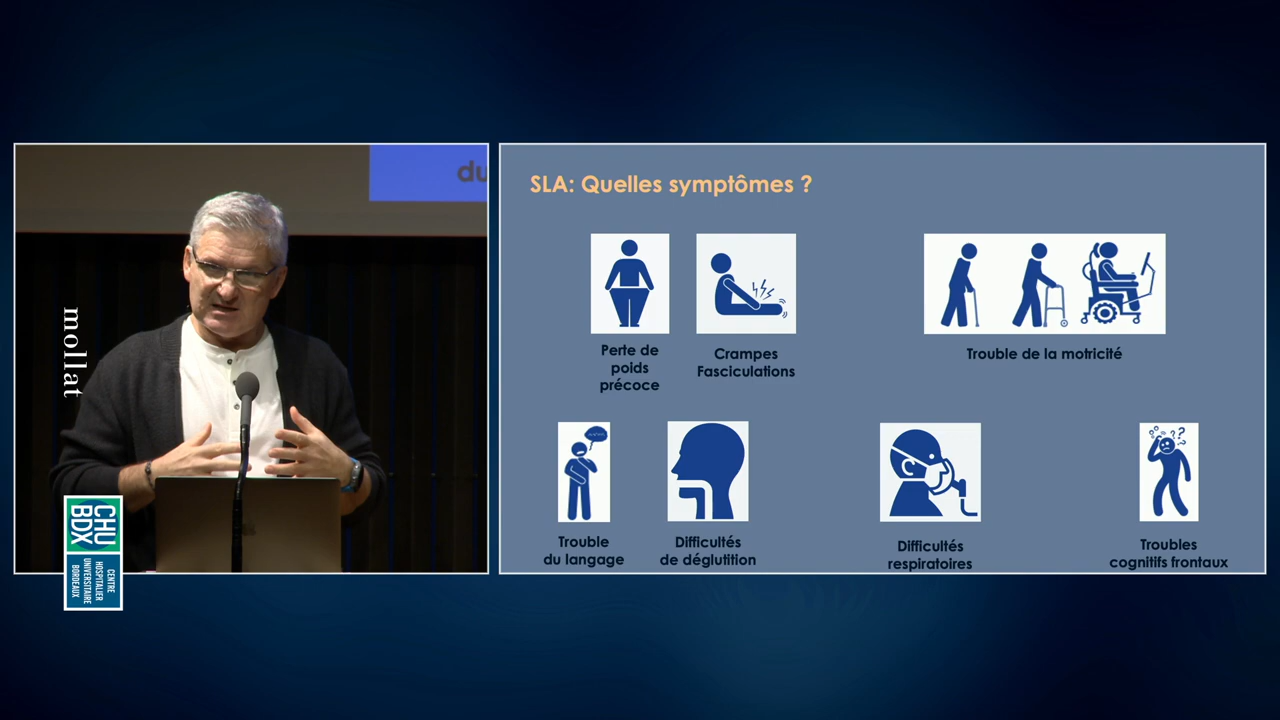 du
mollat
CHU
BDX
CENTRE
HOSPITALIER
UNIVERSITAIRE
BORDEAUX
SLA: Quelles symptômes ?
Perte de
poids
précoce
Crampes
Fasciculations
Trouble de la motricité
Trouble
du langage
Difficultés
de déglutition
Difficultés
respiratoires
Troubles
cognitifs frontaux